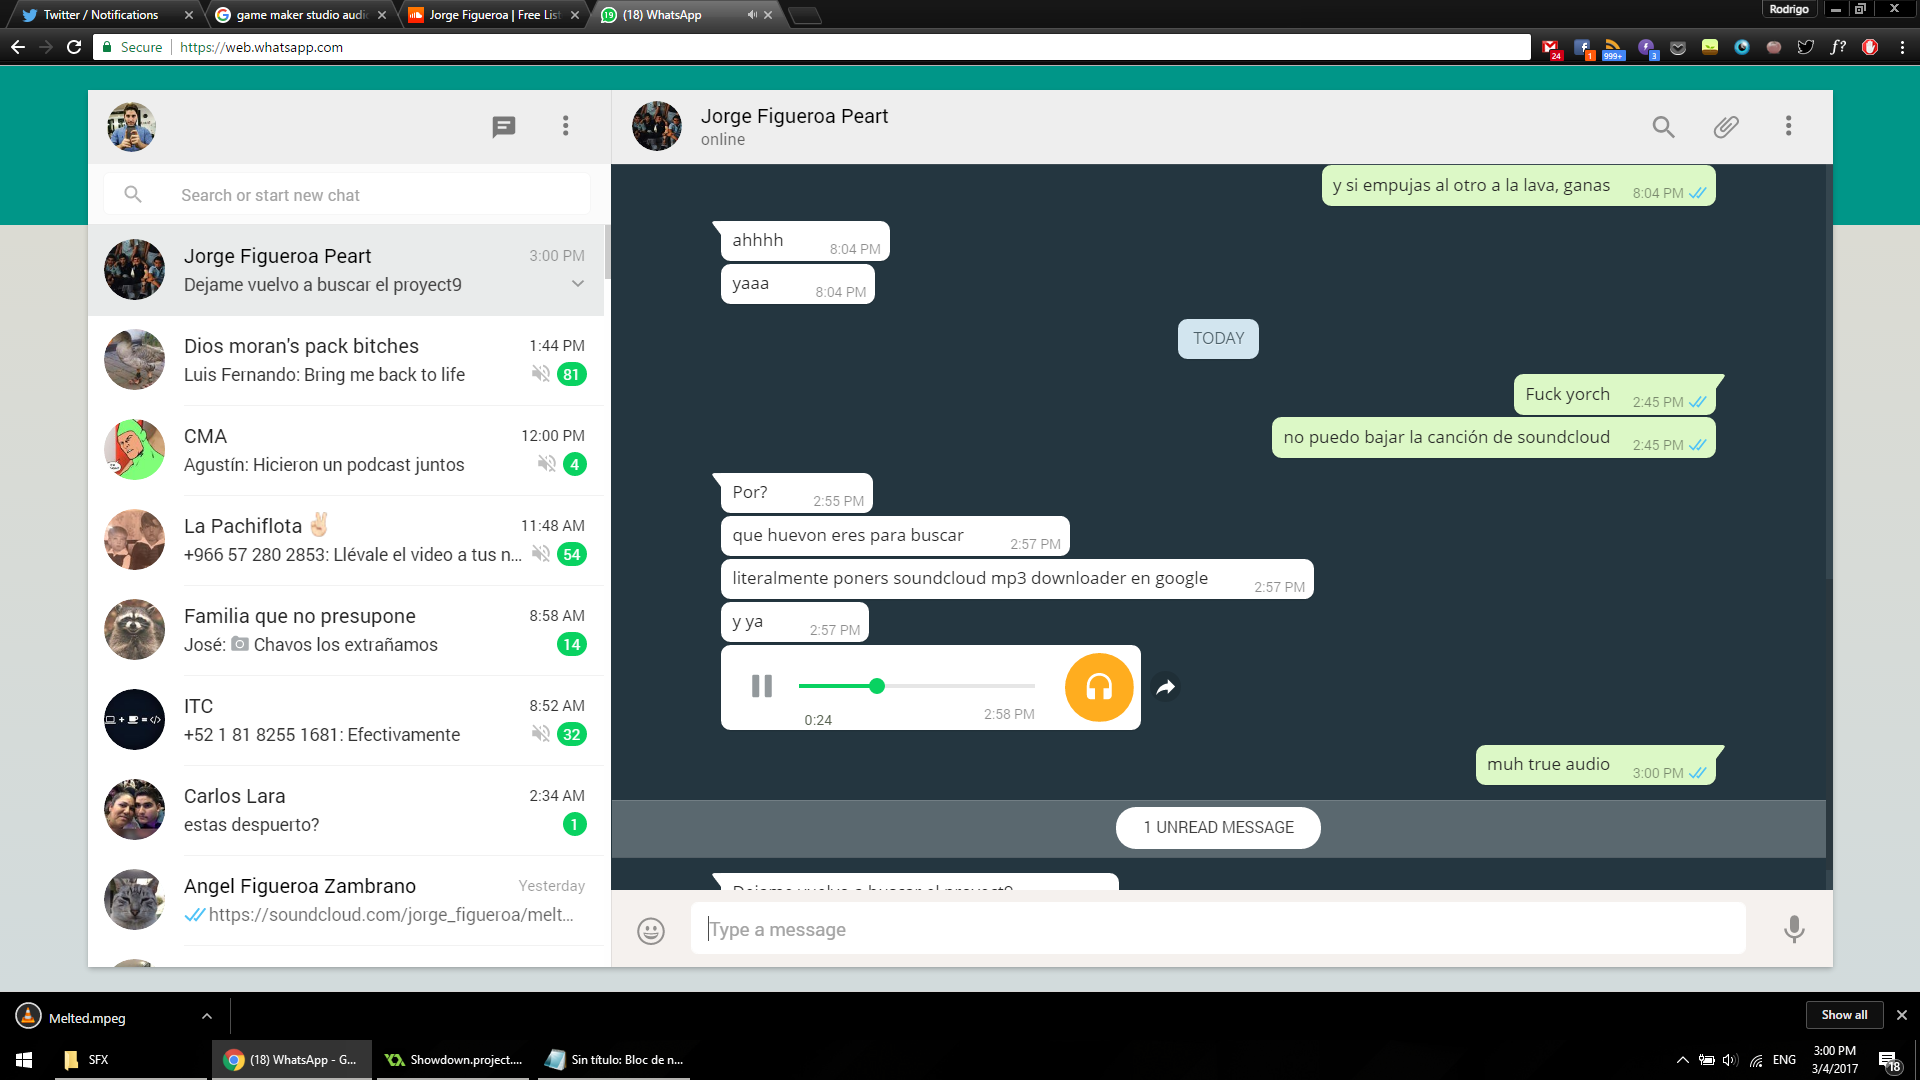 Twitter / Notifications
game maker studio audio
Jorge Figueroa | Free List
19
(18) WhatsApp
Rodrigo
Secure
https://web.whatsapp.com
24
1
999+
3
f?
Jorge Figueroa Peart
online
Search or start new chat
Jorge Figueroa Peart
3:00 PM
Dejame vuelvo a buscar el proyect9
Dios moran's pack bitches
1:44 PM
Luis Fernando: Bring me back to life
81
CMA
12:00 PM
Agustín: Hicieron un podcast juntos
4
La Pachiflota ✌🏻
11:48 AM
+966 57 280 2853: Llévale el video a tus n...
54
Familia que no presupone
8:58 AM
José: 📷 Chavos los extrañamos
14
ITC
8:52 AM
+52 1 81 8255 1681: Efectivamente
32
Carlos Lara
2:34 AM
estas despuerto?
1
Angel Figueroa Zambrano
Yesterday
https://soundcloud.com/jorge_figueroa/melt...
y si empujas al otro a la lava, ganas
8:04 PM
ahhhh
8:04 PM
yaaa
8:04 PM
TODAY
Fuck yorch
2:45 PM
no puedo bajar la canción de soundcloud
2:45 PM
Por?
2:55 PM
que huevon eres para buscar
2:57 PM
literalmente poners soundcloud mp3 downloader en google
2:57 PM
y ya
2:57 PM
0:24
2:58 PM
muh true audio
3:00 PM
1 UNREAD MESSAGE
Dejame vuelvo a buscar el proyect9
Type a message
Melted.mpeg
Show all
SFX
(18) WhatsApp - G...
Showdown.project....
Sin título: Bloc de n...
ENG
3:00 PM
3/4/2017
18